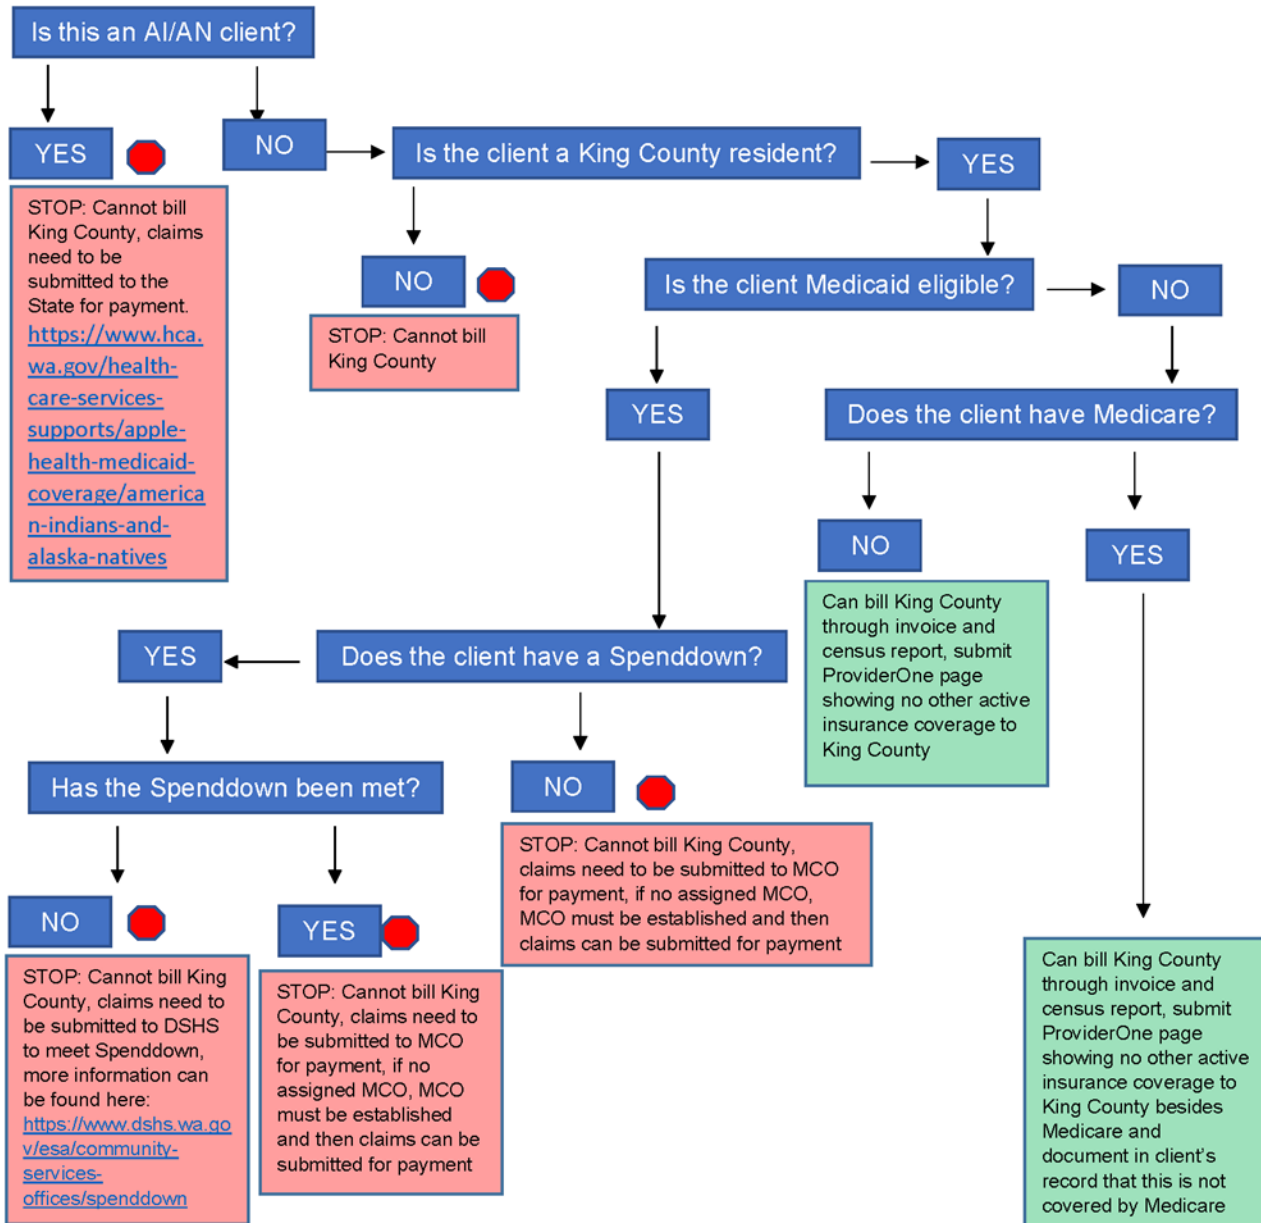 Is this an AI/AN client?
YES
NO
Is the client a King County resident?
YES
STOP: Cannot bill
King County, claims
need to be
submitted to the
State for payment.
https://www.hca.
wa.gov/health-
care-services-
supports/apple-
health-medicaid-
coverage/america
n-indians-and-
alaska-natives
NO
STOP: Cannot bill
King County
Is the client Medicaid eligible?
NO
YES
Does the client have Medicare?
NO
Can bill King County
through invoice and
census report, submit
ProviderOne page
showing no other active
insurance coverage to
King County
YES
Can bill King County
through invoice and
census report, submit
ProviderOne page
showing no other active
insurance coverage to
King County besides
Medicare and
document in client's
record that this is not
covered by Medicare
Does the client have a Spenddown?
YES
NO
STOP: Cannot bill King County,
claims need to be submitted to MCO
for payment, if no assigned MCO,
MCO must be established and then
claims can be submitted for payment
Has the Spenddown been met?
NO
STOP: Cannot bill King
County, claims need to
be submitted to DSHS
to meet Spenddown,
more information can
be found here:
https://www.dshs.wa.go
v/esa/community-
services-
offices/spenddown
YES
STOP: Cannot bill King
County, claims need to
be submitted to MCO
for payment, if no
assigned MCO, MCO
must be established
and then claims can be
submitted for payment